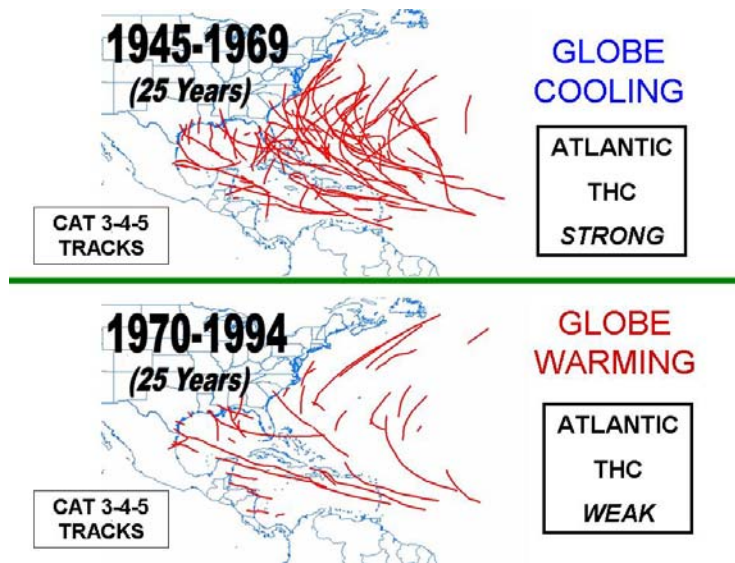 1945-1969
(25 Years)
CAT 3-4-5
TRACKS
GLOBE
COOLING
ATLANTIC
THC
STRONG
1970-1994
(25 Years)
CAT 3-4-5
TRACKS
GLOBE
WARMING
ATLANTIC
THC
WEAK